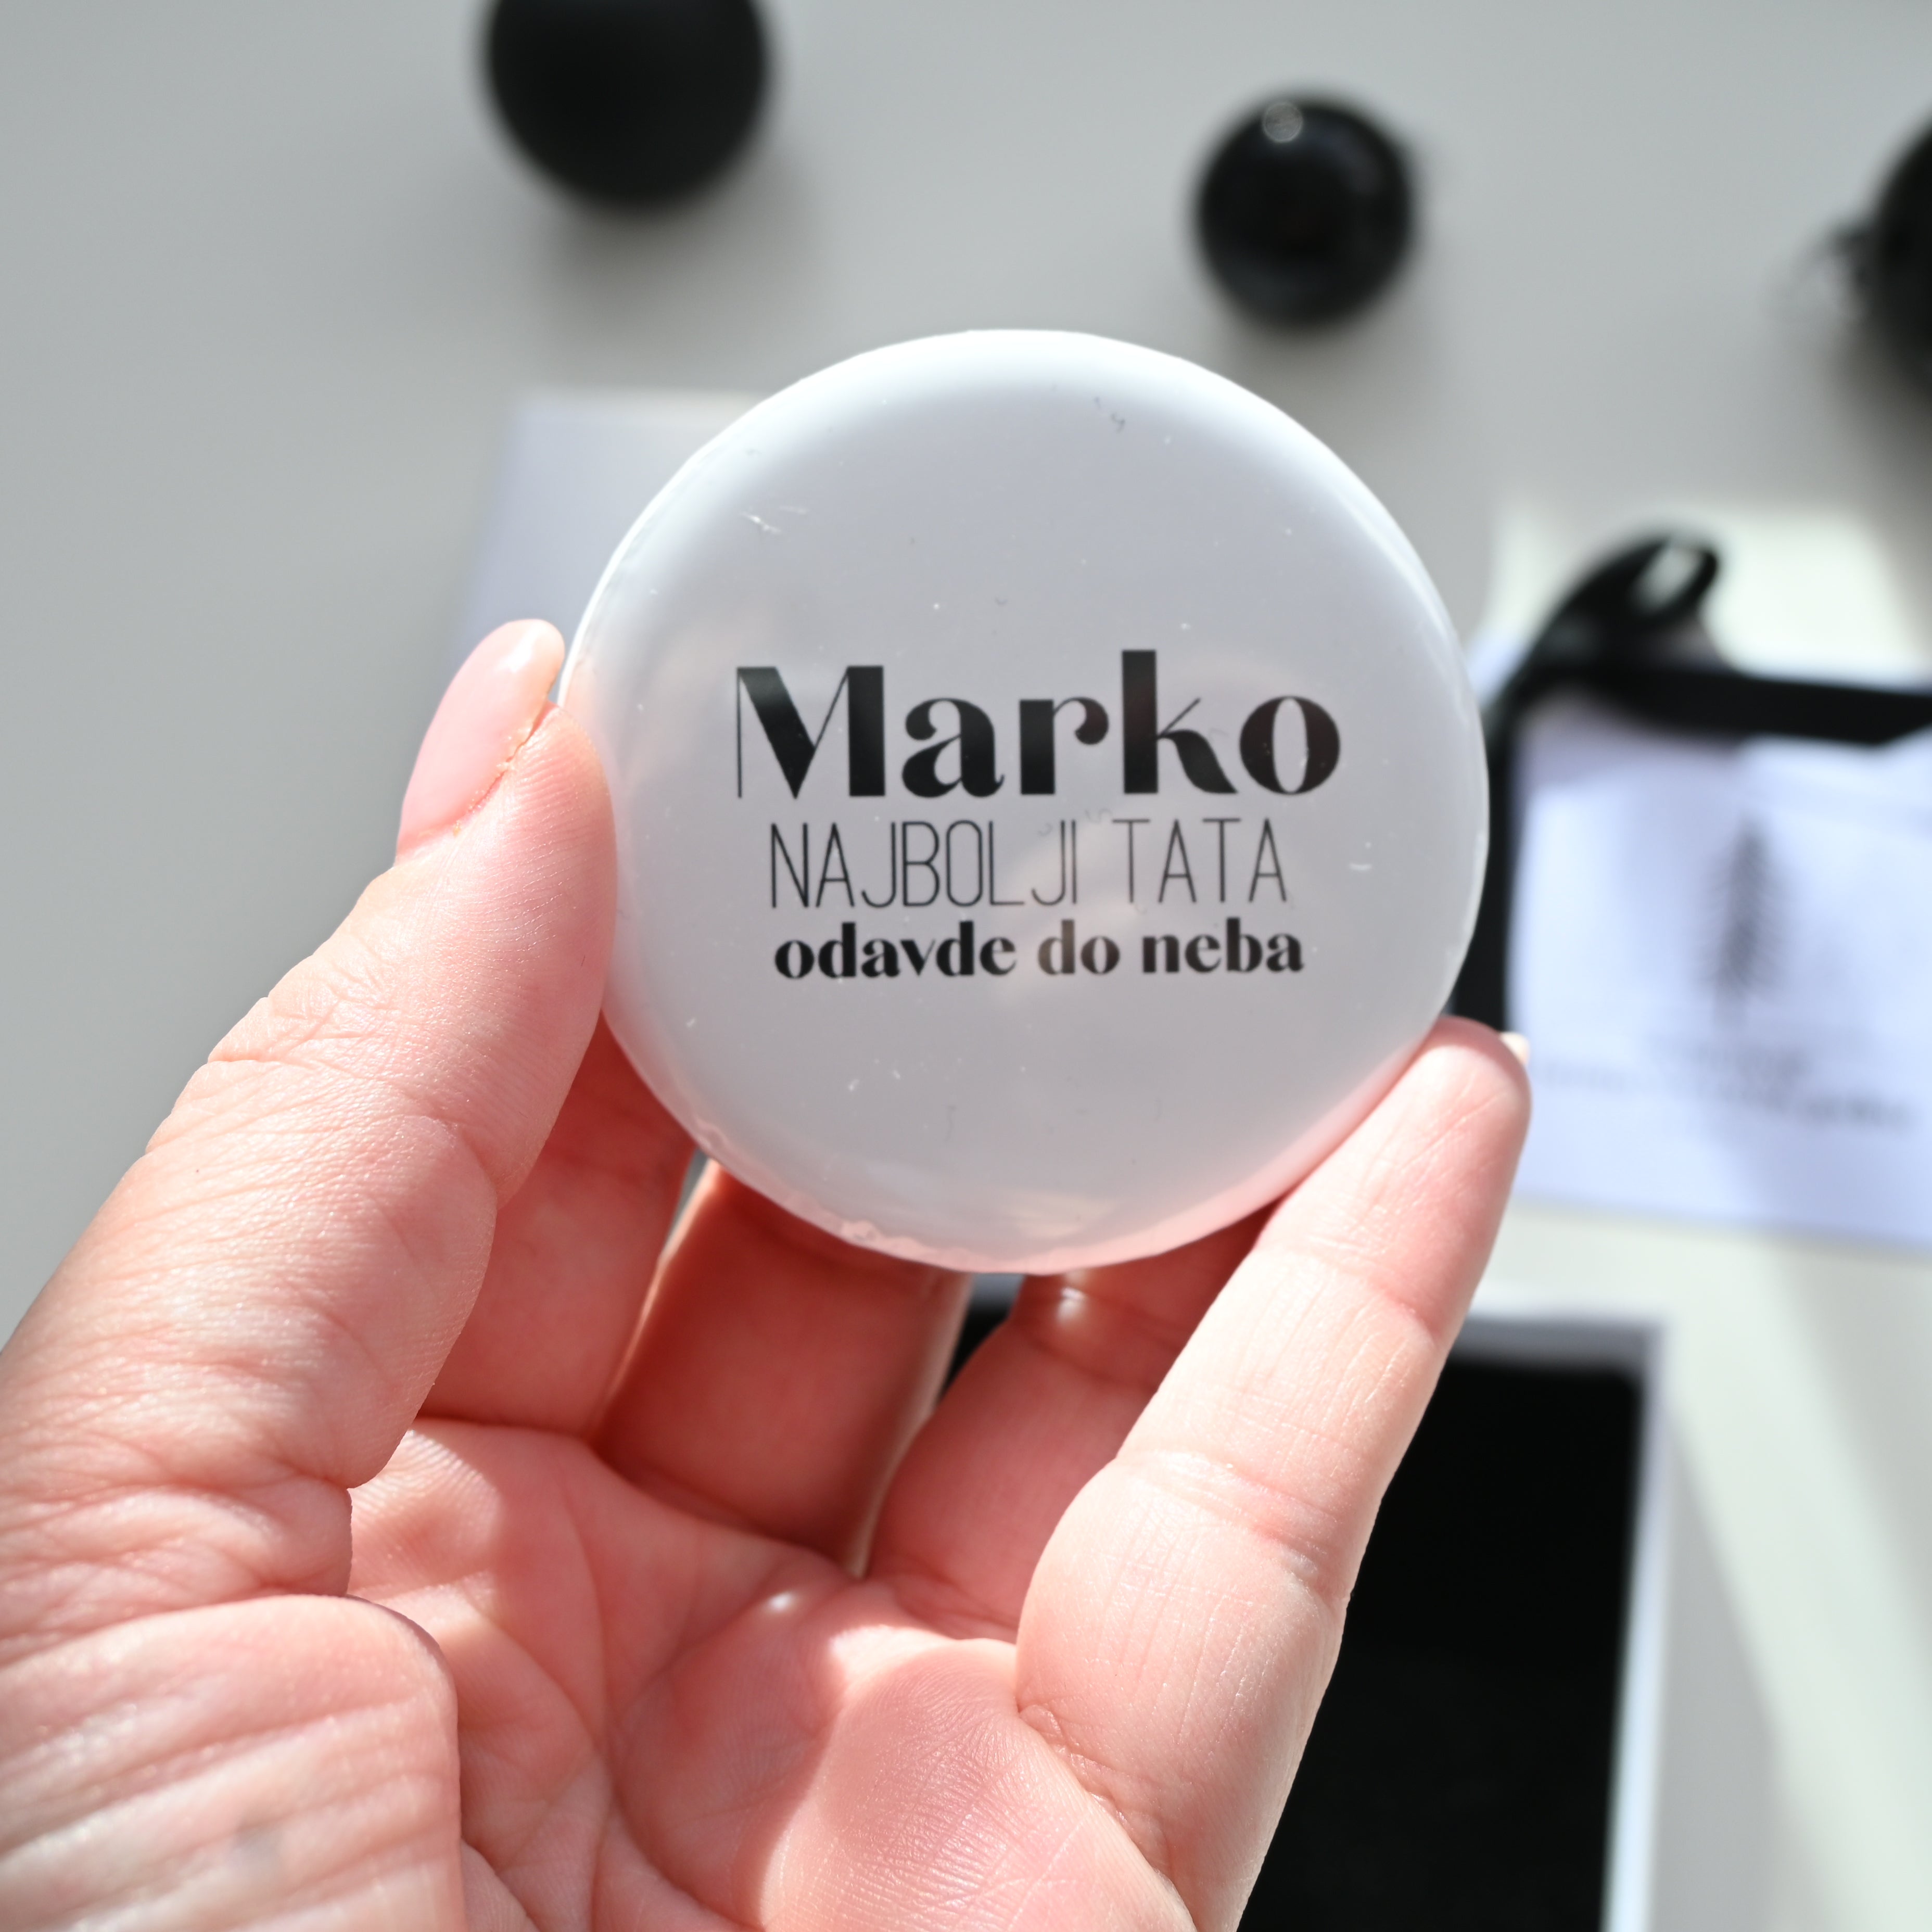 Marko
NAJBOLJI TATA
odavde do neba